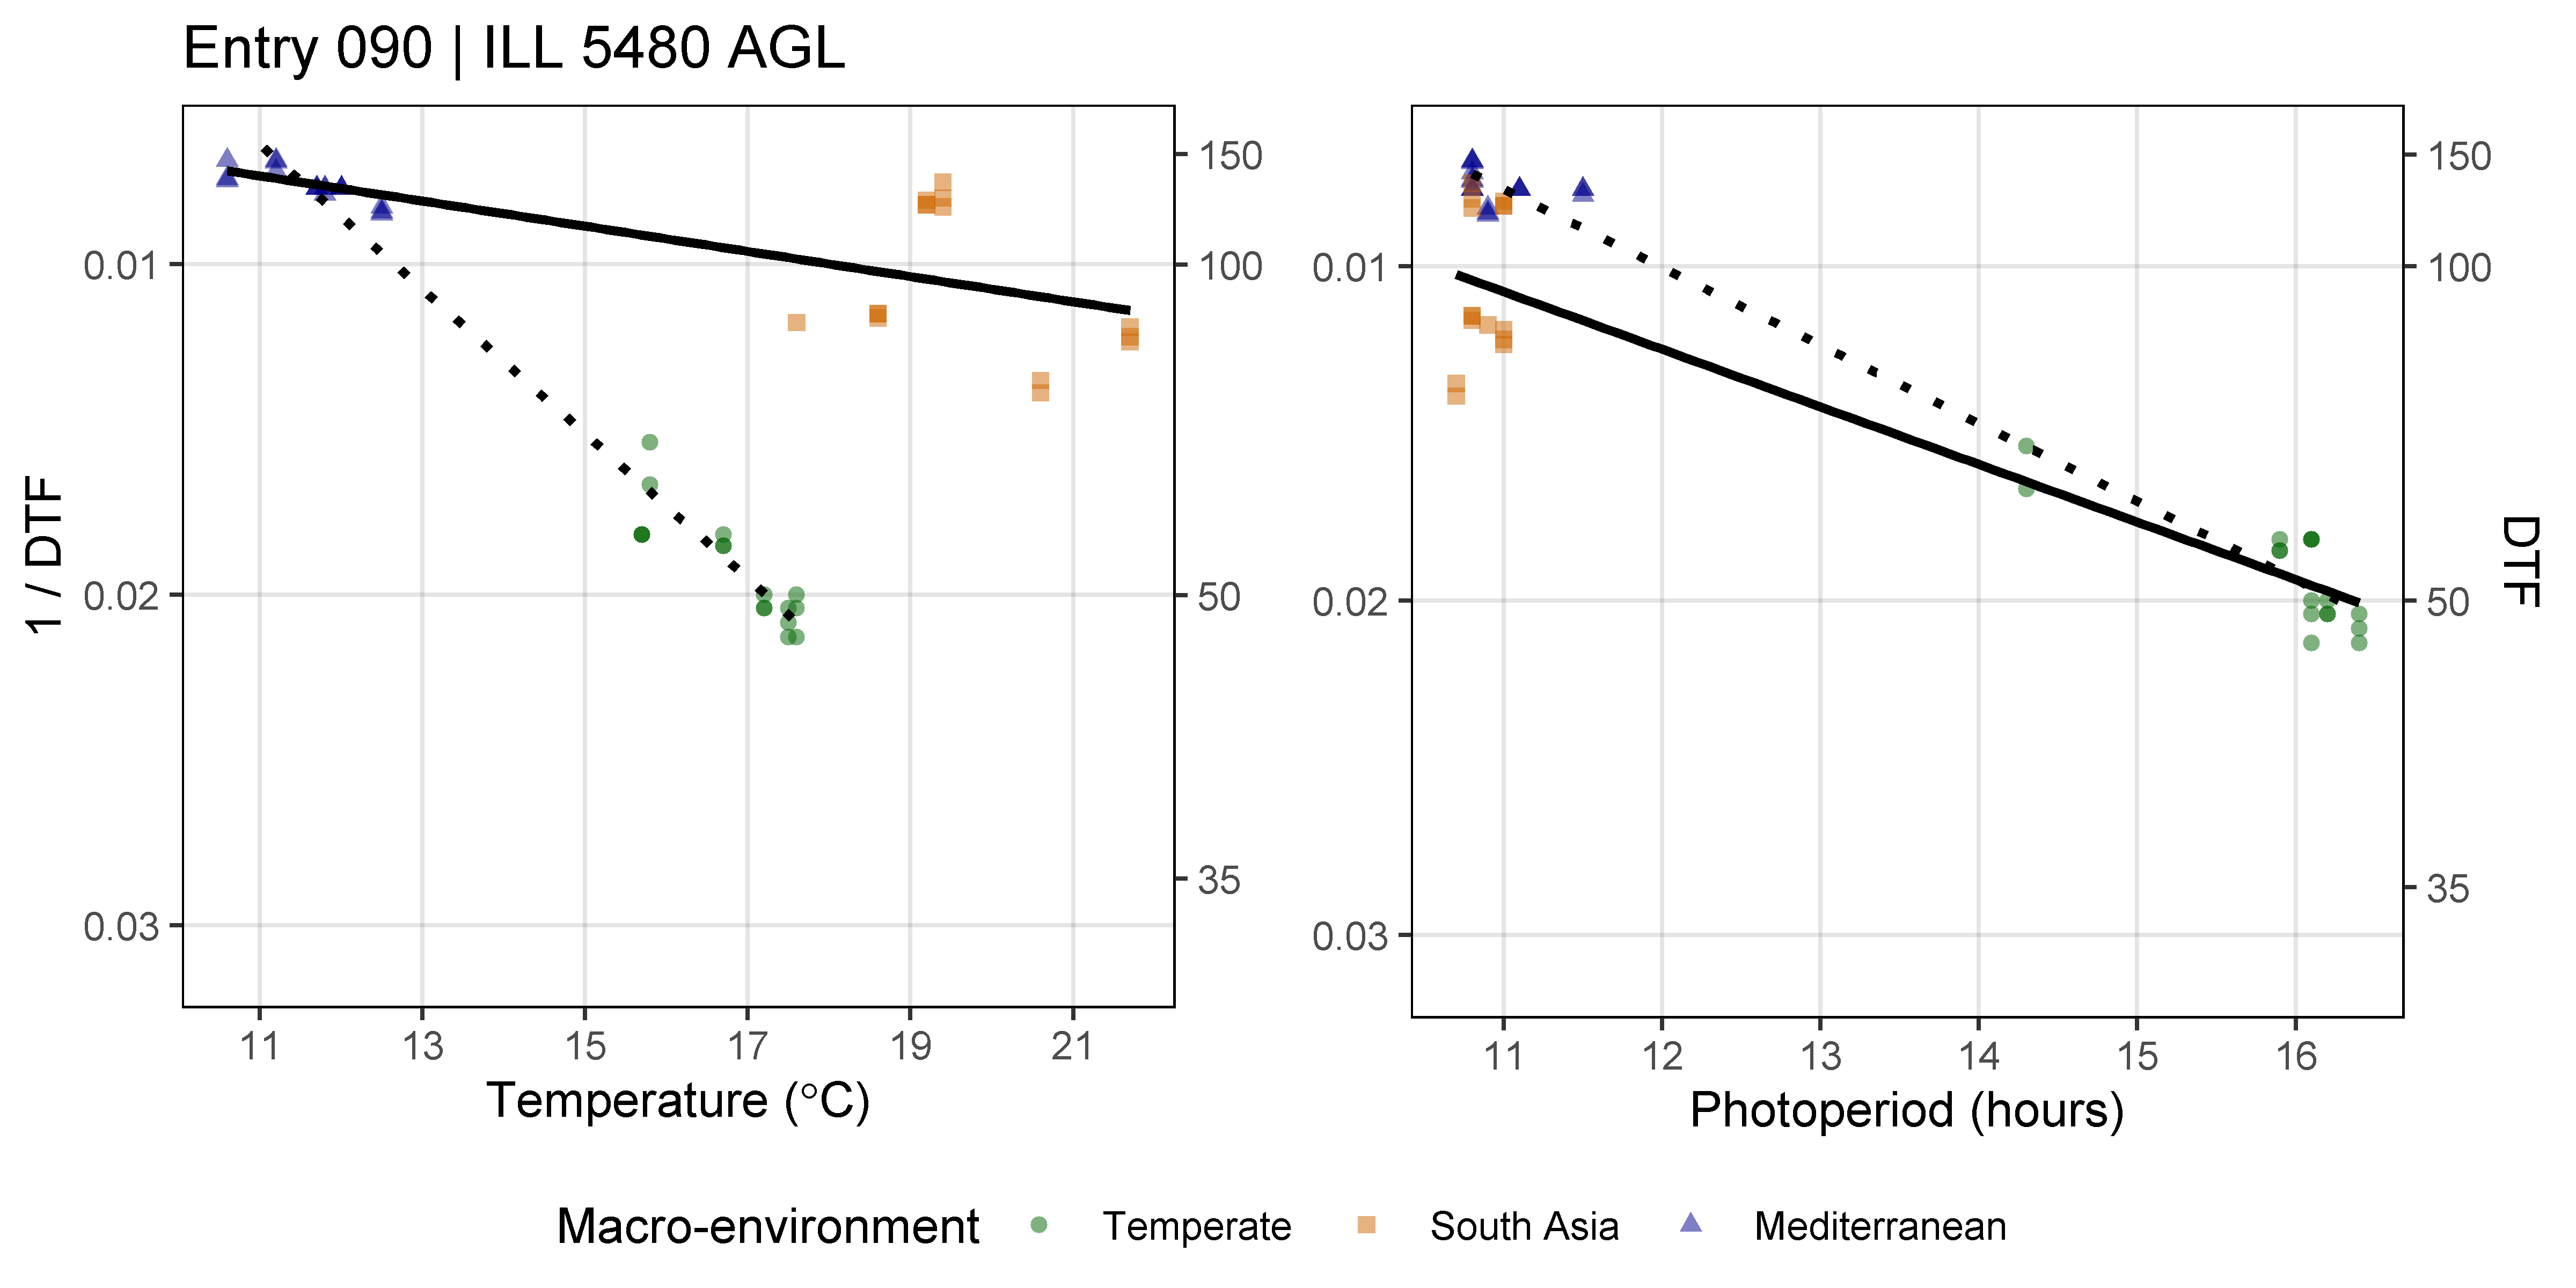 Entry 090 | ILL 5480 AGL
1 / DTF
0.01
0.02
0.03
150
100
50
35
11 13 15 17 19 21
Temperature (°C)
0.01
0.02
0.03
150
100
50
35
DTF
11 12 13 14 15 16
Photoperiod (hours)
Macro-environment Temperate South Asia Mediterranean